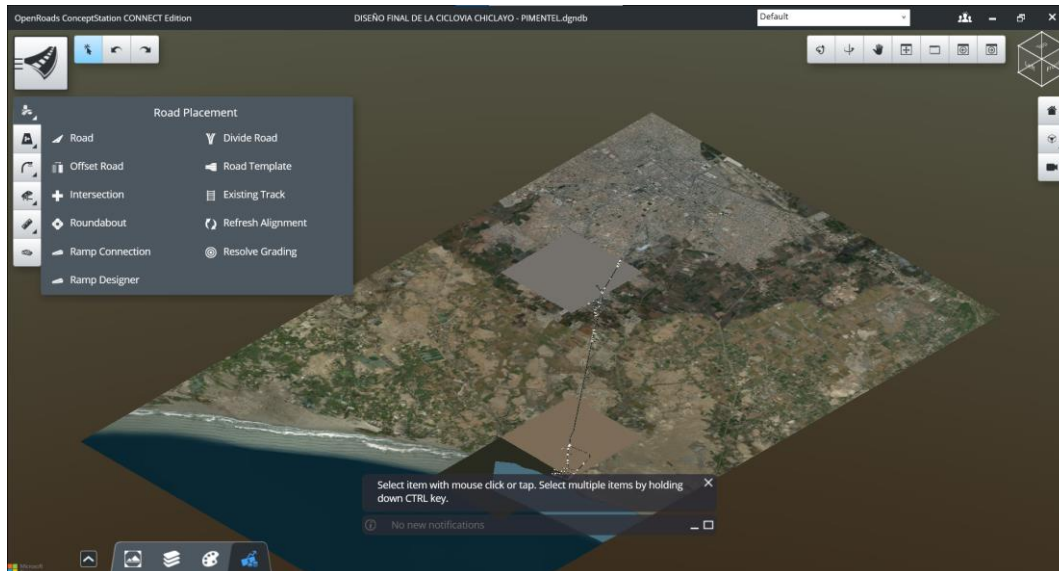 OpenRoads ConceptStation CONNECT Edition
DISEÑO FINAL DE LA CICLOVIA CHICLAYO - PIMENTEL.dgndb
Default
Road Placement
Road
Divide Road
Offset Road
Road Template
Intersection
Existing Track
Roundabout
Refresh Alignment
Ramp Connection
Resolve Grading
Ramp Designer
Select item with mouse click or tap. Select multiple items by holding
down CTRL key.
No new notifications
Microsoft